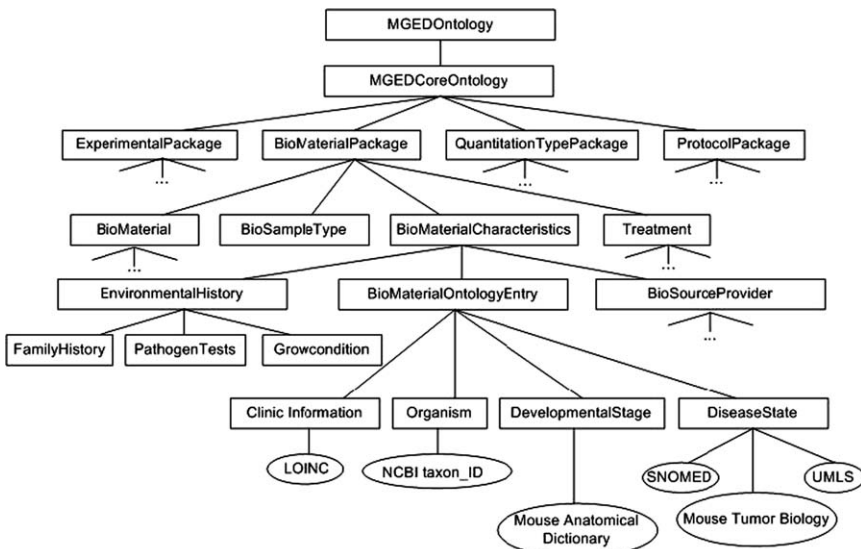 MGEDOntology
MGEDCoreOntology
ExperimentalPackage
BioMaterialPackage
QuantitationTypePackage
ProtocolPackage
...
...
...
BioMaterial
BioSampleType
BioMaterialCharacteristics
Treatment
...
...
EnvironmentalHistory
BioMaterialOntologyEntry
BioSourceProvider
...
FamilyHistory
PathogenTests
Growcondition
Clinic Information
Organism
DevelopmentalStage
DiseaseState
LOINC
NCBI taxon_ID
SNOMED
UMLS
Mouse Anatomical
Dictionary
Mouse Tumor Biology